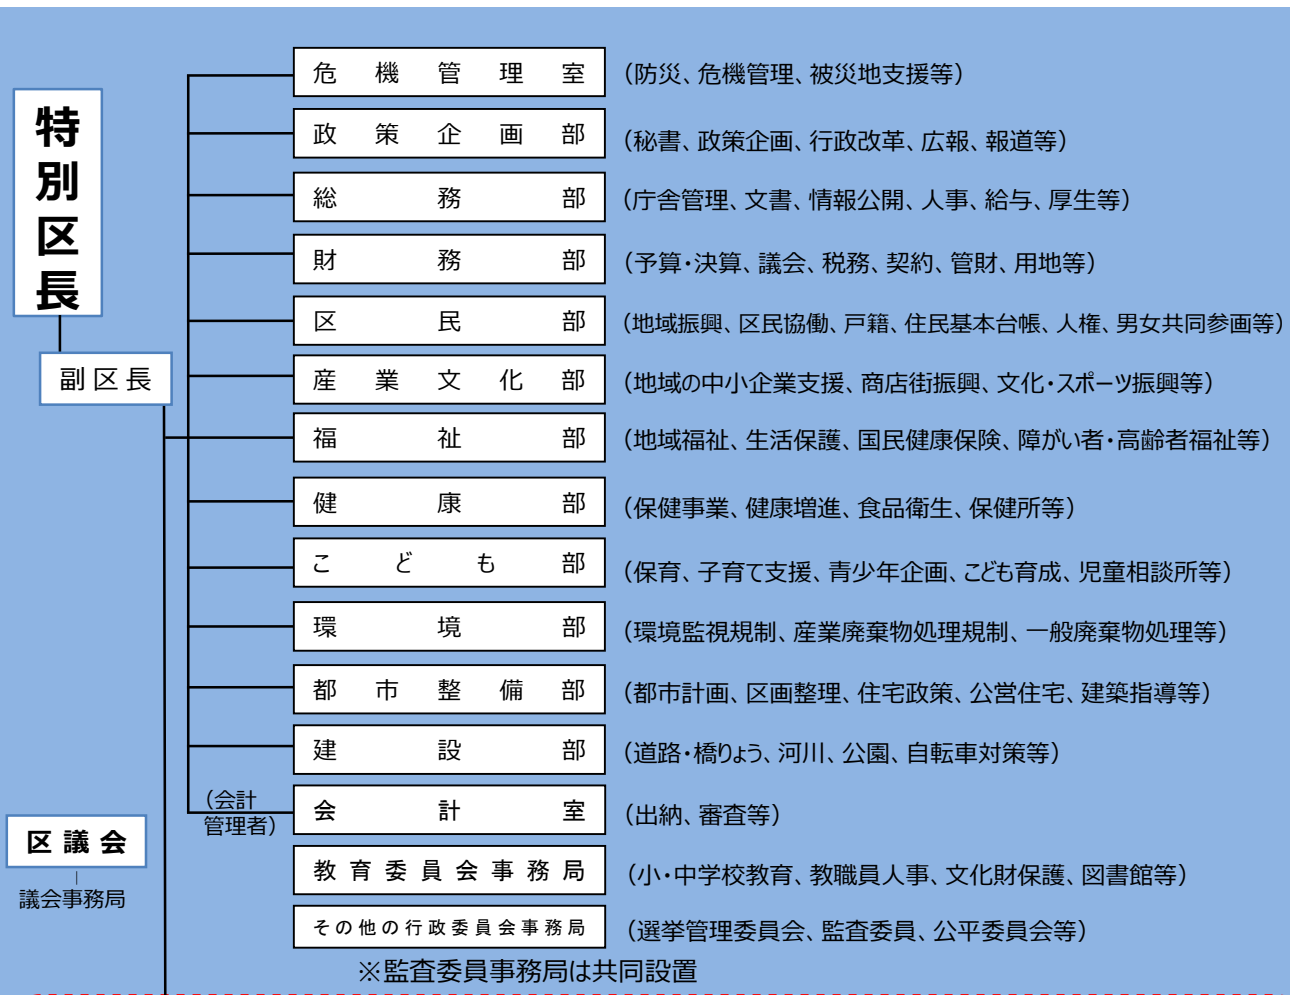 特別区長
副区長
危機管理室 (防災、危機管理、被災地支援等)
政策企画部 (秘書、政策企画、行政改革、広報、報道等)
総務部 (庁舎管理、文書、情報公開、人事、給与、厚生等)
財務部 (予算・決算、議会、税務、契約、管財、用地等)
区民部 (地域振興、区民協働、戸籍、住民基本台帳、人権、男女共同参画等)
産業文化部 (地域の中小企業支援、商店街振興、文化・スポーツ振興等)
福祉部 (地域福祉、生活保護、国民健康保険、障がい者・高齢者福祉等)
健康部 (保健事業、健康増進、食品衛生、保健所等)
こども部 (保育、子育て支援、青少年企画、こども育成、児童相談所等)
環境部 (環境監視規制、産業廃棄物処理規制、一般廃棄物処理等)
都市整備部 (都市計画、区画整理、住宅政策、公営住宅、建築指導等)
建設部 (道路・橋りょう、河川、公園、自転車対策等)
(会計
管理者)
会計室 (出納、審査等)
区議会
議会事務局
教育委員会事務局 (小・中学校教育、教職員人事、文化財保護、図書館等)
その他の行政委員会事務局 (選挙管理委員会、監査委員、公平委員会等)
※監査委員事務局は共同設置